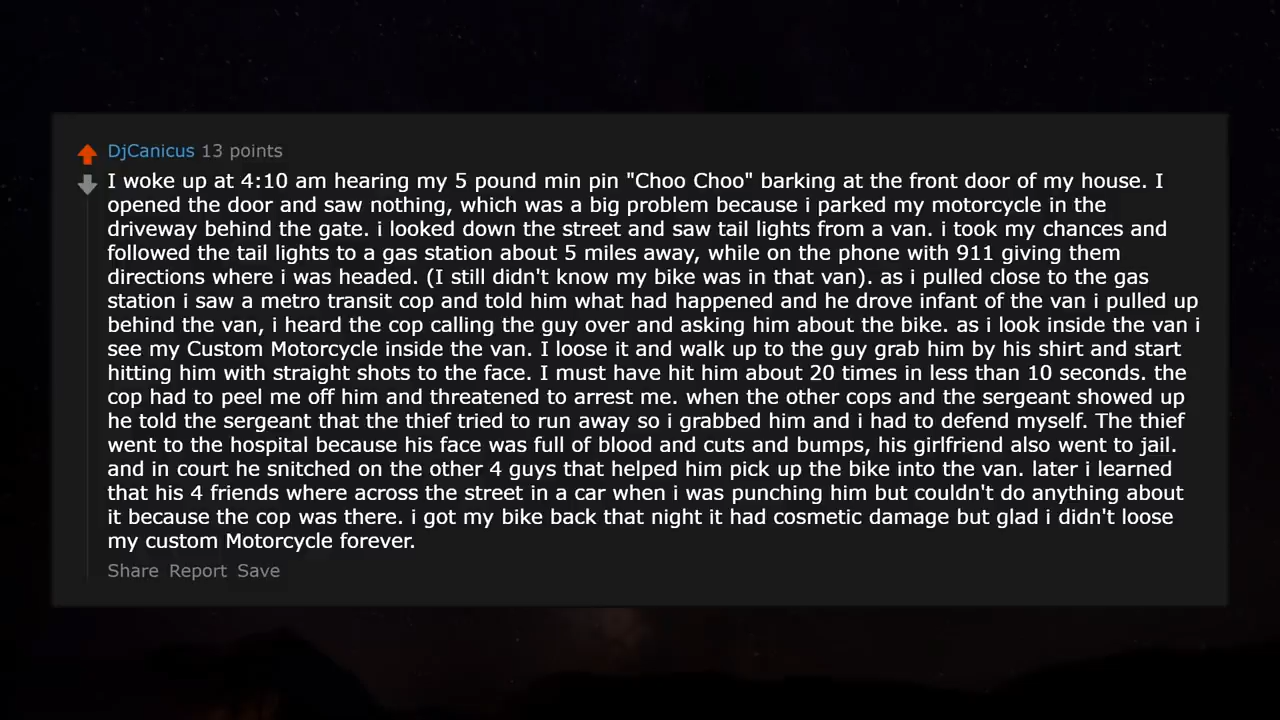 DjCanicus 13 points
I woke up at 4:10 am hearing my 5 pound min pin "Choo Choo" barking at the front door of my house. I
opened the door and saw nothing, which was a big problem because i parked my motorcycle in the
driveway behind the gate. i looked down the street and saw tail lights from a van. i took my chances and
followed the tail lights to a gas station about 5 miles away, while on the phone with 911 giving them
directions where i was headed. (I still didn't know my bike was in that van). as i pulled close to the gas
station i saw a metro transit cop and told him what had happened and he drove infant of the van i pulled up
behind the van, i heard the cop calling the guy over and asking him about the bike. as i look inside the van i
see my Custom Motorcycle inside the van. I loose it and walk up to the guy grab him by his shirt and start
hitting him with straight shots to the face. I must have hit him about 20 times in less than 10 seconds. the
cop had to peel me off him and threatened to arrest me. when the other cops and the sergeant showed up
he told the sergeant that the thief tried to run away so i grabbed him and i had to defend myself. The thief
went to the hospital because his face was full of blood and cuts and bumps, his girlfriend also went to jail.
and in court he snitched on the other 4 guys that helped him pick up the bike into the van. later i learned
that his 4 friends where across the street in a car when i was punching him but couldn't do anything about
it because the cop was there. i got my bike back that night it had cosmetic damage but glad i didn't loose
my custom Motorcycle forever.
Share Report Save